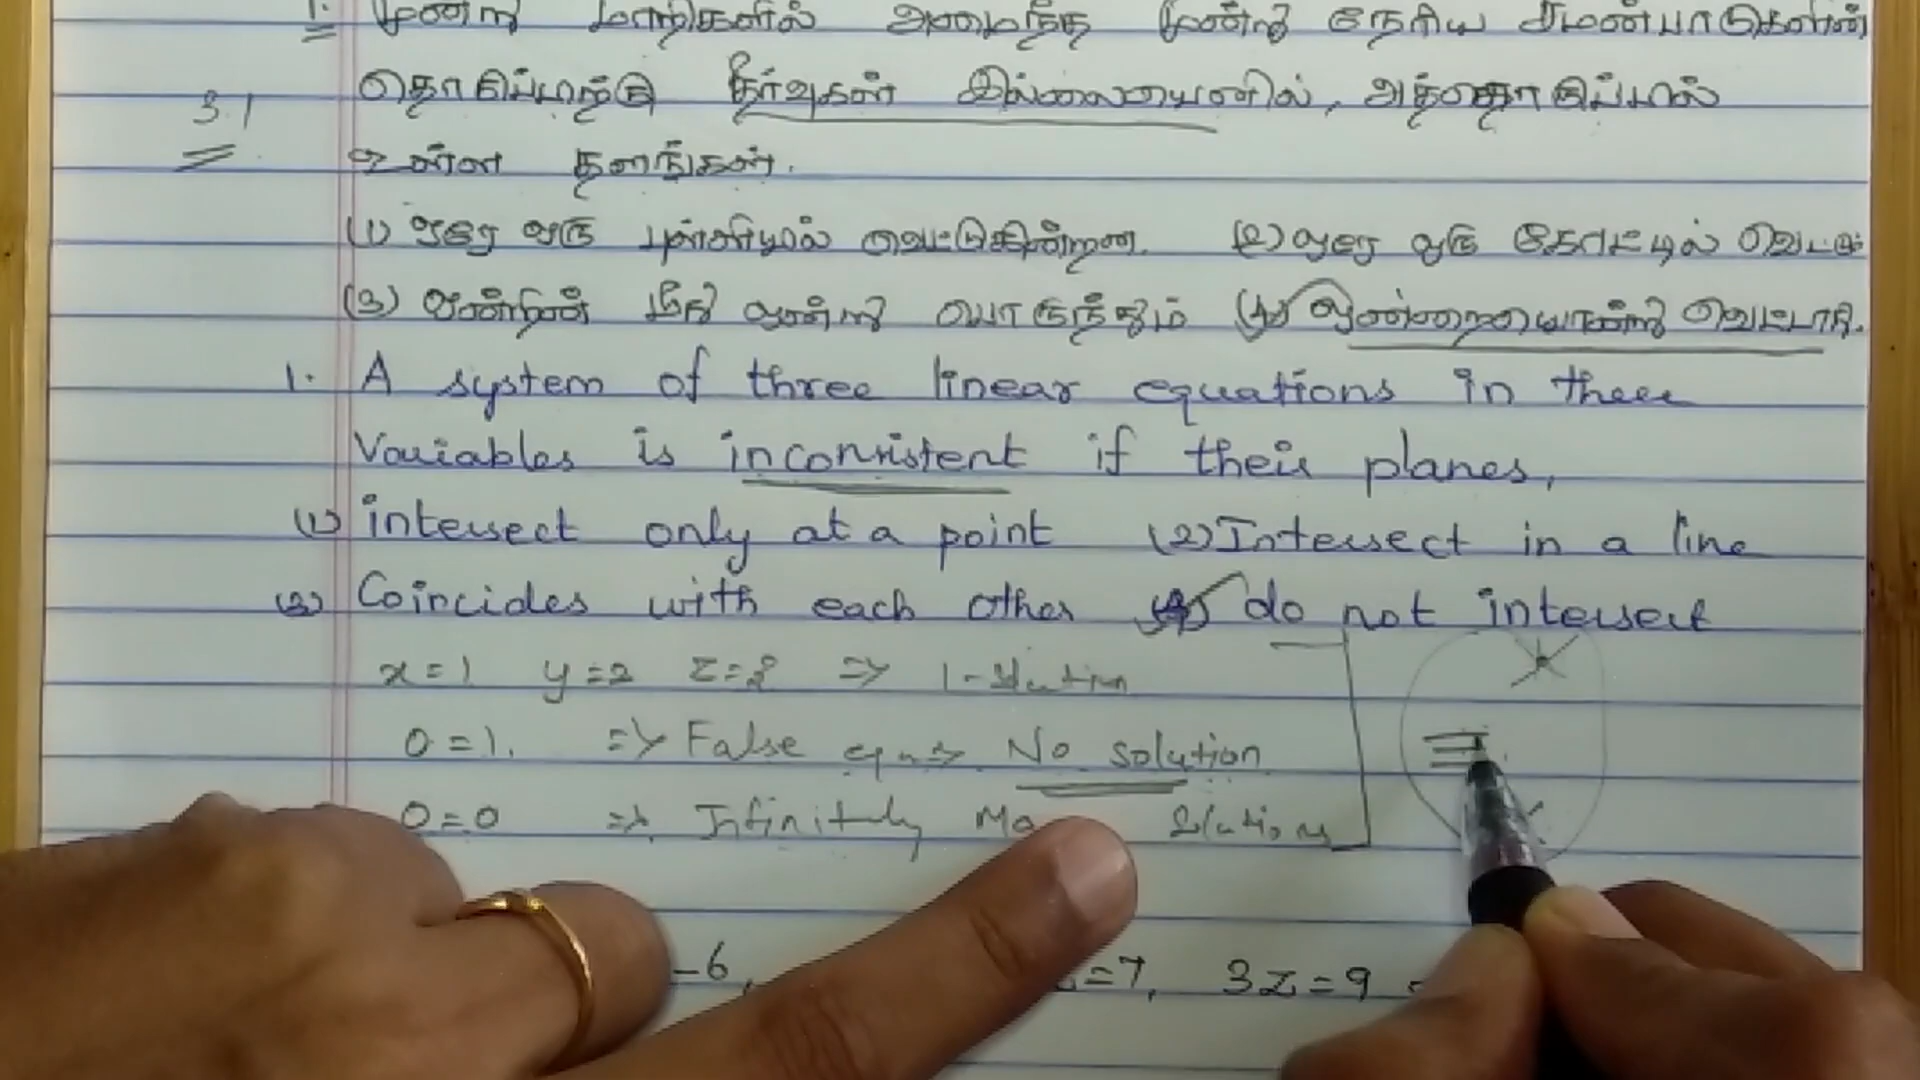 1. மூன்று மாறிகளில் அமைந்த மூன்று நேரிய சமன்பாடுகளின்
தொகுப்பிற்கு தீர்வுகள் இல்லையெனில், அத்தொகுப்பில்
3.1
உள்ள தளங்கள்.
(1) ஒரே ஒரு புள்ளியில் வெட்டுகின்றன. (2) ஒரே ஒரு கோட்டில்
(3) ஒன்றின் மீது ஒன்று பொருந்தும் (4) ஒன்றையொன்று வெட்டாது.
1. A system of three linear equations in three
Variables is inconsistent if their planes,
(1) intersect only at a point (2) Intersect in a line
(3) Coincides with each other (4) do not intersect
x=1 y=2 z=3 => 1-solution
0=1. => False eqn => No solution
0=0 => Infinitely solutions
-6, =7, 3z=9